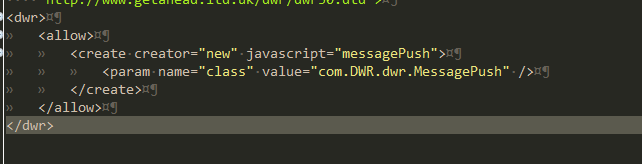 "http://www.getahead.ltd.uk/dwr/dwr30.dtd">
<dwr>
<allow>
<create creator="new" javascript="messagePush">
<param name="class" value="com.DWR.dwr.MessagePush" />
</create>
</allow>
</dwr>